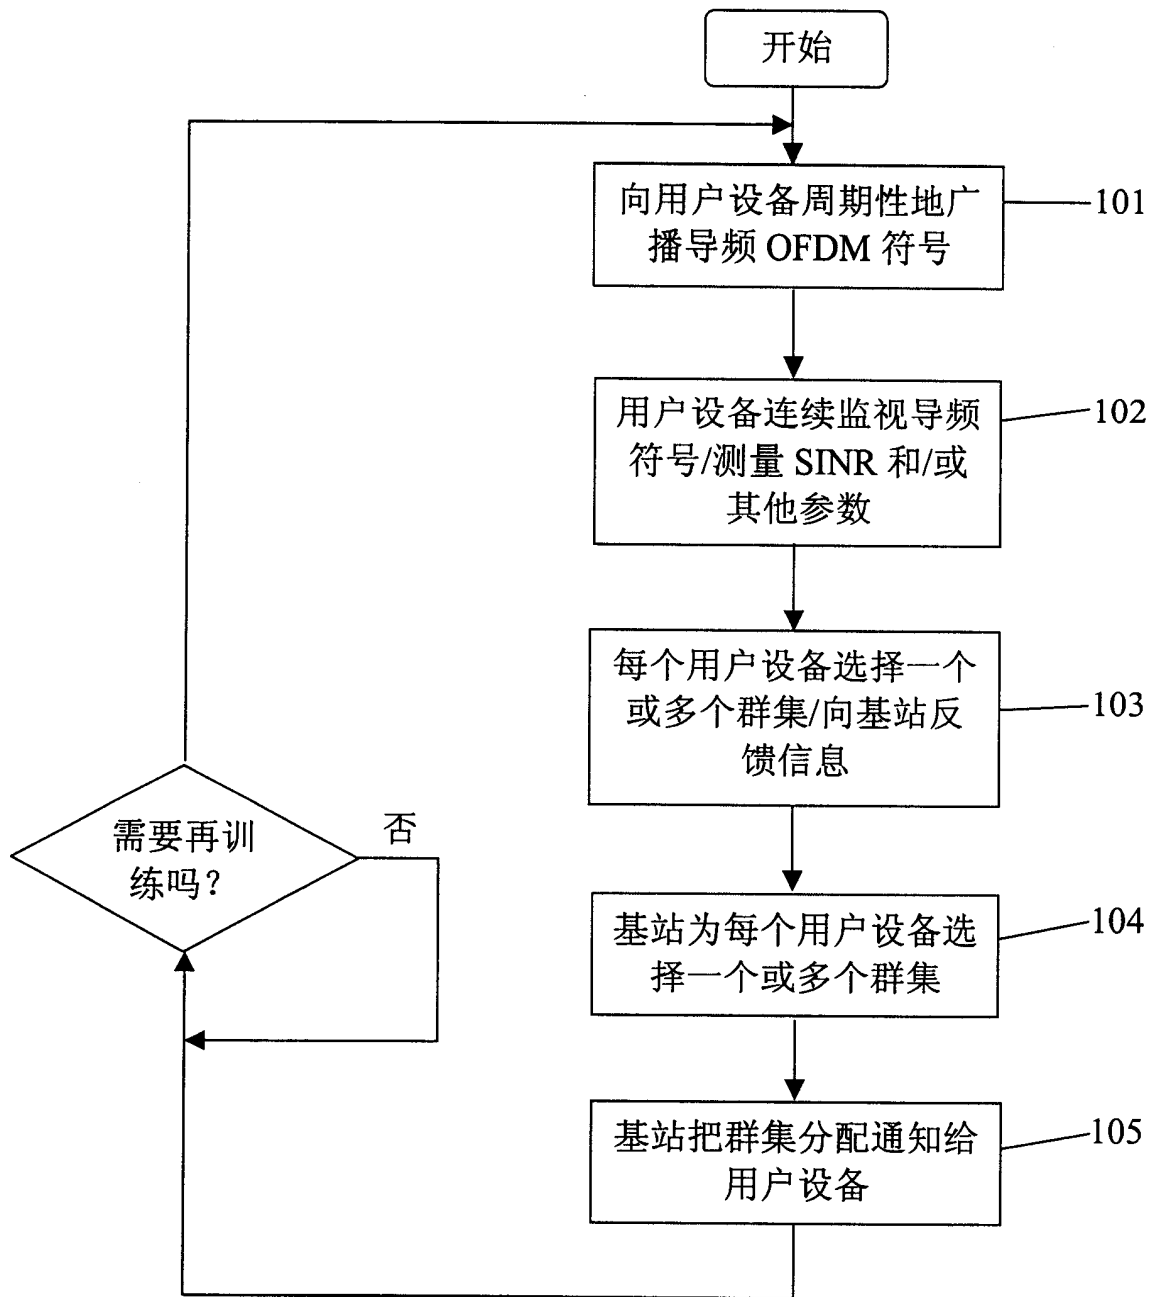 开始
向用户设备周期性地广
播导频 OFDM 符号
101
用户设备连续监视导频
符号/测量 SINR 和/或
其他参数
102
每个用户设备选择一个
或多个群集/向基站反
馈信息
103
需要再训
练吗？
否
基站为每个用户设备选
择一个或多个群集
104
基站把群集分配通知给
用户设备
105